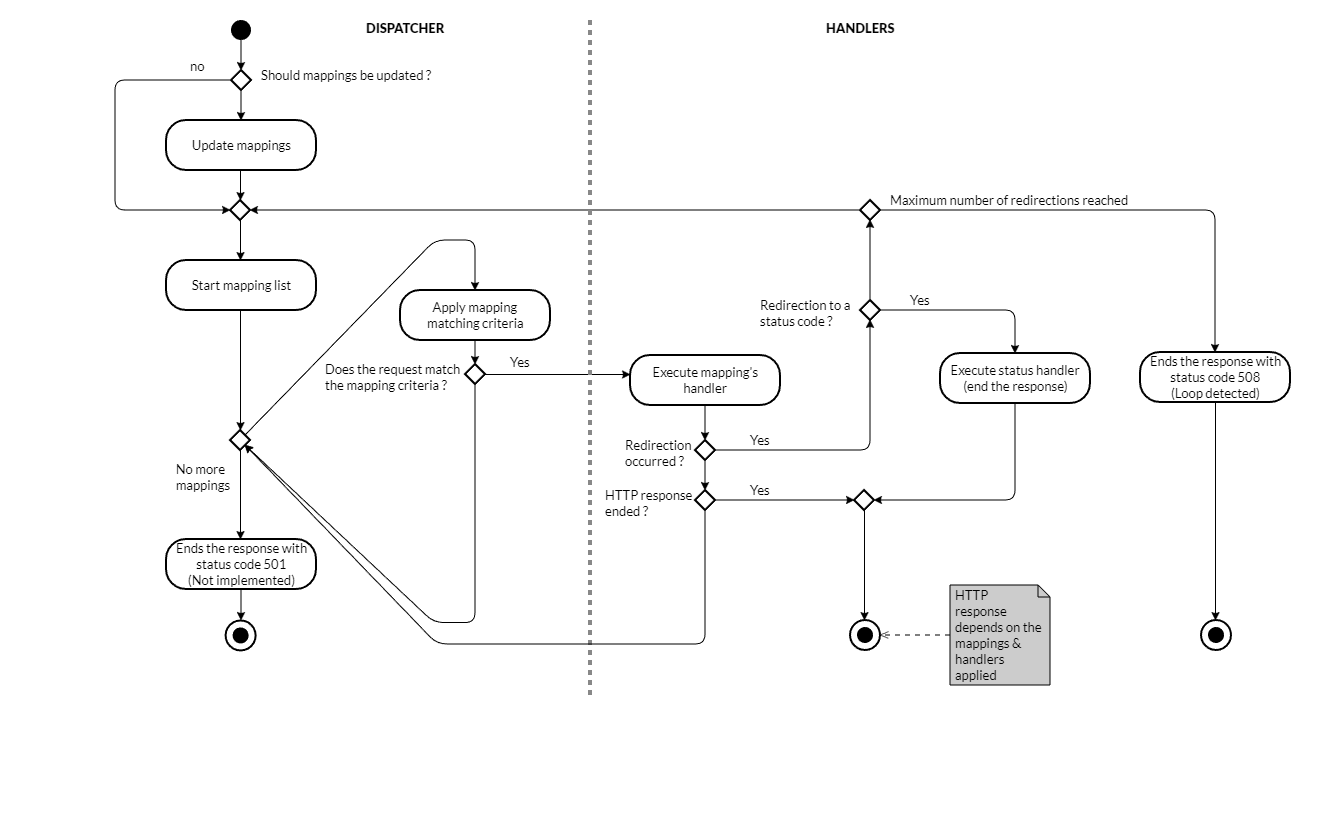 DISPATCHER
HANDLERS
no
Should mappings be updated ?
Update mappings
Maximum number of redirections reached
Start mapping list
Apply mapping
matching criteria
Redirection to a
status code ?
Yes
Does the request match
the mapping criteria ?
Yes
Execute mapping's
handler
Execute status handler
(end the response)
Ends the response with
status code 508
(Loop detected)
Redirection
occurred ?
Yes
No more
mappings
HTTP response
ended ?
Yes
Ends the response with
status code 501
(Not implemented)
HTTP
response
depends on the
mappings &
handlers
applied